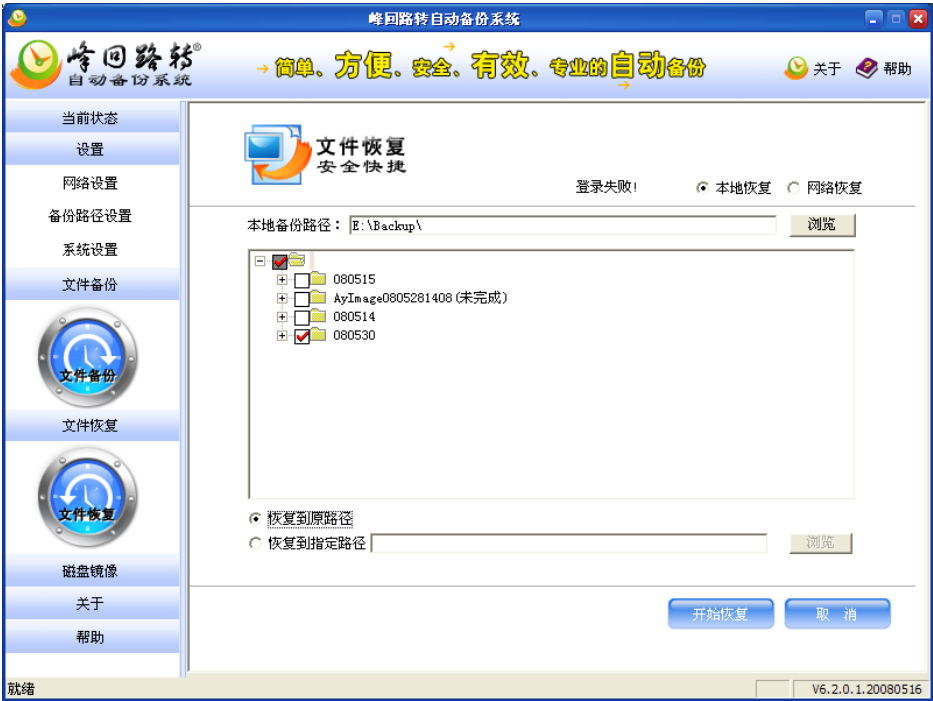 峰回路转自动备份系统
峰回路转®
自动备份系统
→简单、方便、安全、有效、专业的自动备份
关于
帮助
当前状态
设置
网络设置
备份路径设置
系统设置
文件备份
文件备份
文件恢复
文件恢复
磁盘镜像
关于
帮助
文件恢复
安全快捷
登录失败!
本地恢复
网络恢复
本地备份路径：
E:\Backup\
浏览
080515
AyImage0805281408(未完成)
080514
080530
恢复到原路径
恢复到指定路径
浏览
开始恢复
取 消
就绪
V6.2.0.1.20080516